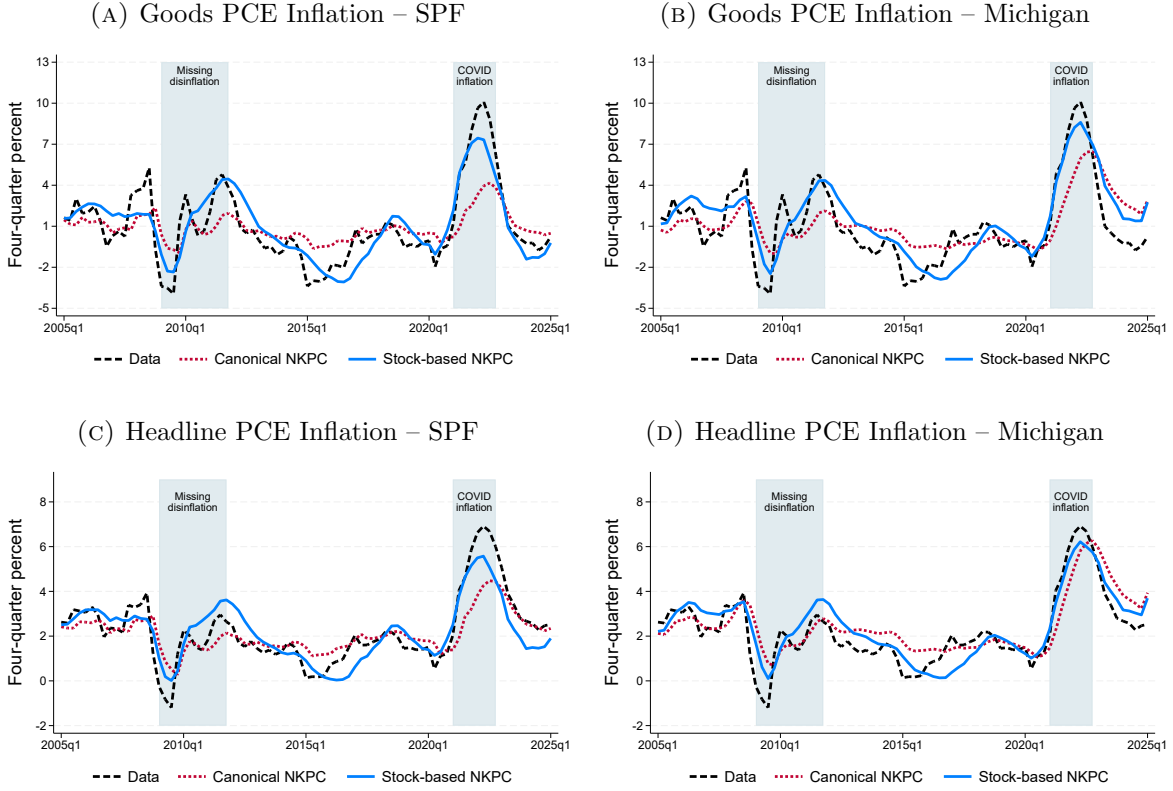 (A) Goods PCE Inflation – SPF
Four-quarter percent
13
10
7
4
1
-2
-5
Missing
disinflation
COVID
inflation
2005q1 2010q1 2015q1 2020q1 2025q1
Data Canonical NKPC Stock-based NKPC
(B) Goods PCE Inflation – Michigan
Four-quarter percent
13
10
7
4
1
-2
-5
Missing
disinflation
COVID
inflation
2005q1 2010q1 2015q1 2020q1 2025q1
Data Canonical NKPC Stock-based NKPC
(C) Headline PCE Inflation – SPF
Four-quarter percent
8
6
4
2
0
-2
Missing
disinflation
COVID
inflation
2005q1 2010q1 2015q1 2020q1 2025q1
Data Canonical NKPC Stock-based NKPC
(D) Headline PCE Inflation – Michigan
Four-quarter percent
8
6
4
2
0
-2
Missing
disinflation
COVID
inflation
2005q1 2010q1 2015q1 2020q1 2025q1
Data Canonical NKPC Stock-based NKPC